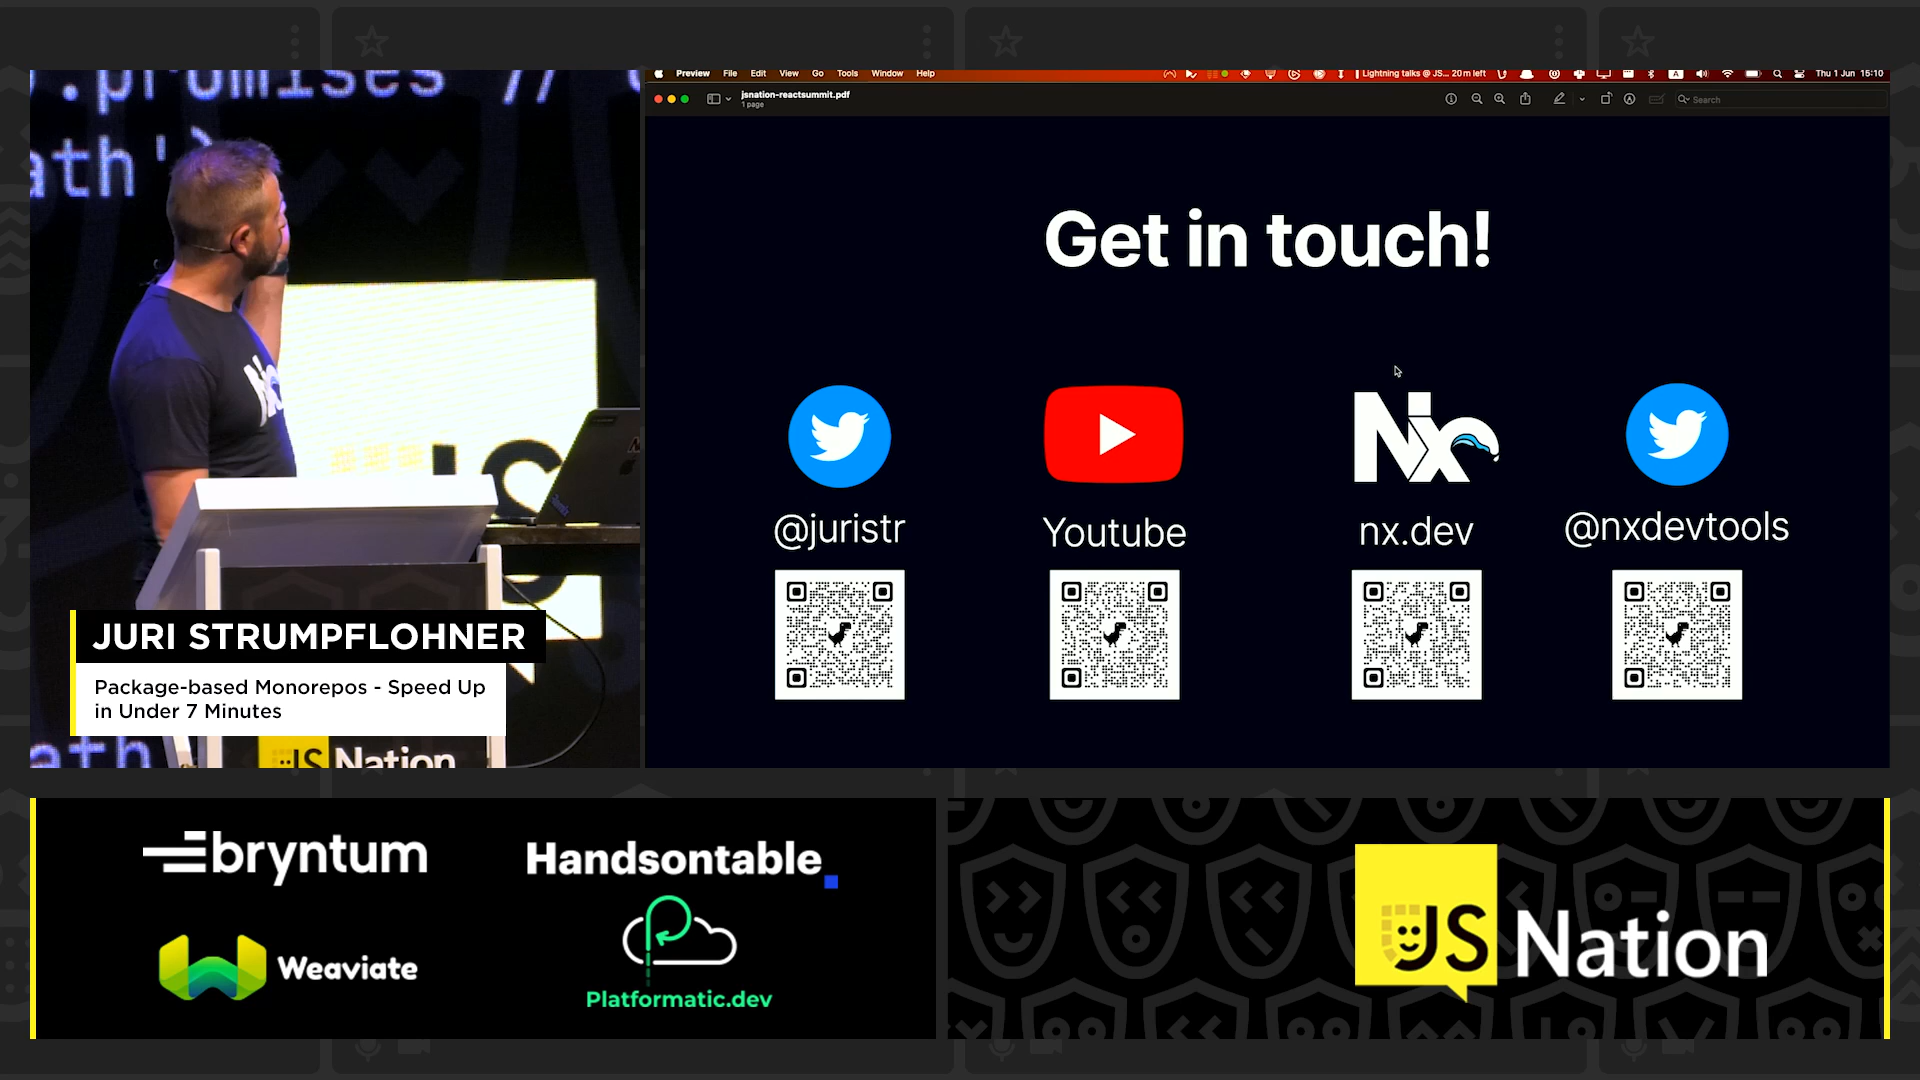 .promises //
ath')
Preview File Edit View Go Tools Window Help
Lightning talks @ JS... 20 m left
Thu 1 Jun 15:10
jsnation-reactsummit.pdf
1 page
Search
Get in touch!
Nx
@juristr
Youtube
nx.dev
@nxdevtools
JURI STRUMPFLOHNER
Package-based Monorepos - Speed Up
in Under 7 Minutes
ath
JS Nation
bryntum
Handsontable
Weaviate
Platformatic.dev
JS Nation